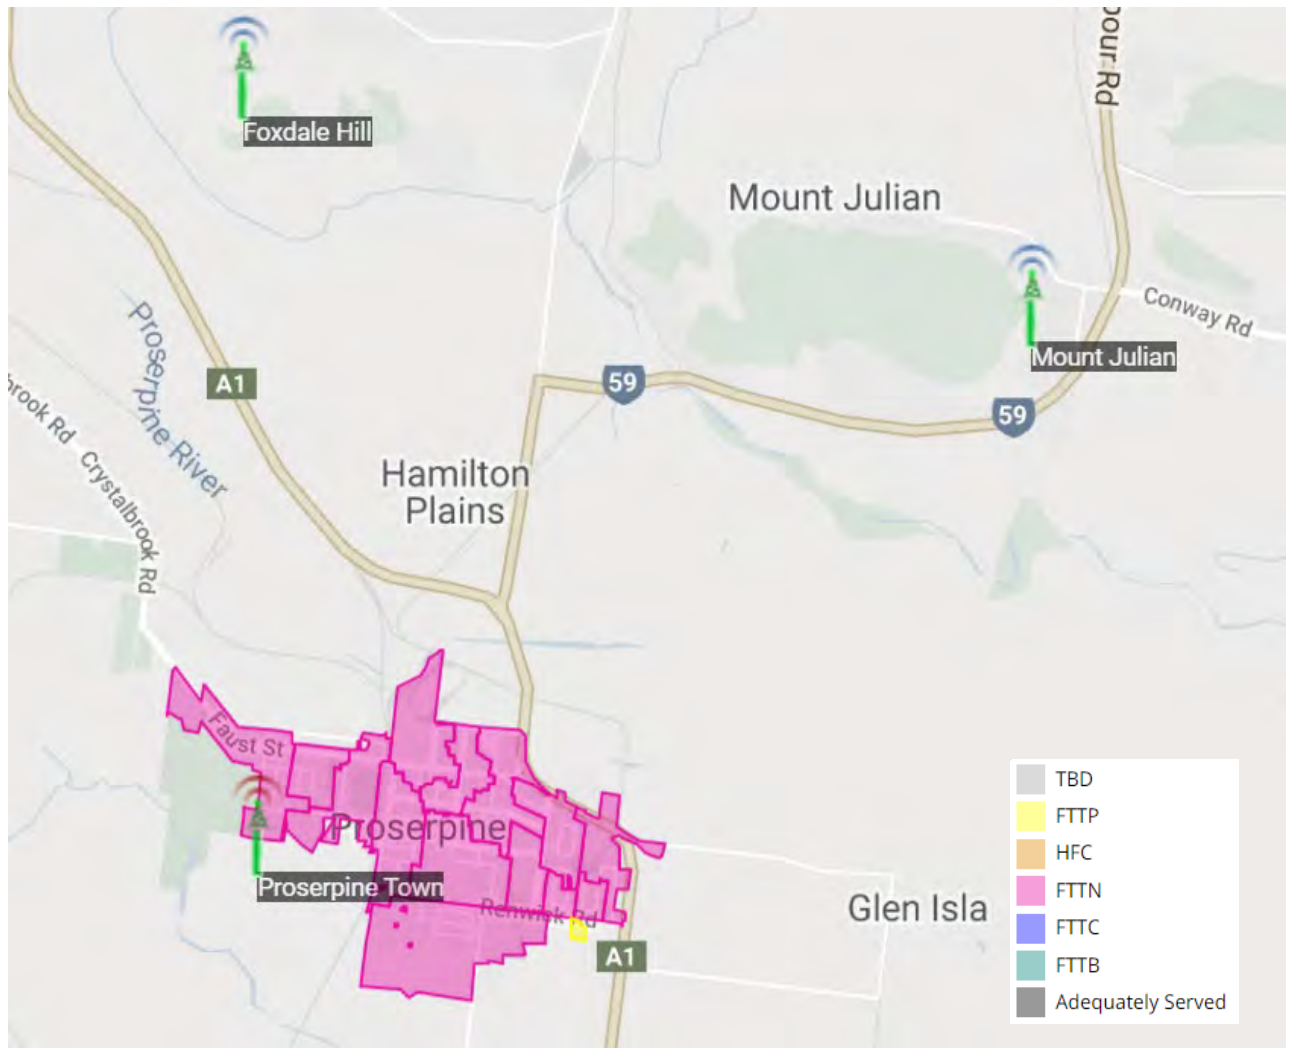 Foxdale Hill
bour Rd
Mount Julian
Conway Rd
Mount Julian
Proserpine River
A1
59
59
brook Rd
Crystalbrook Rd
Hamilton
Plains
Faust St
Proserpine
Proserpine Town
Renwick Rd
Glen Isla
A1
TBD
FTTP
HFC
FTTN
FTTC
FTTB
Adequately Served